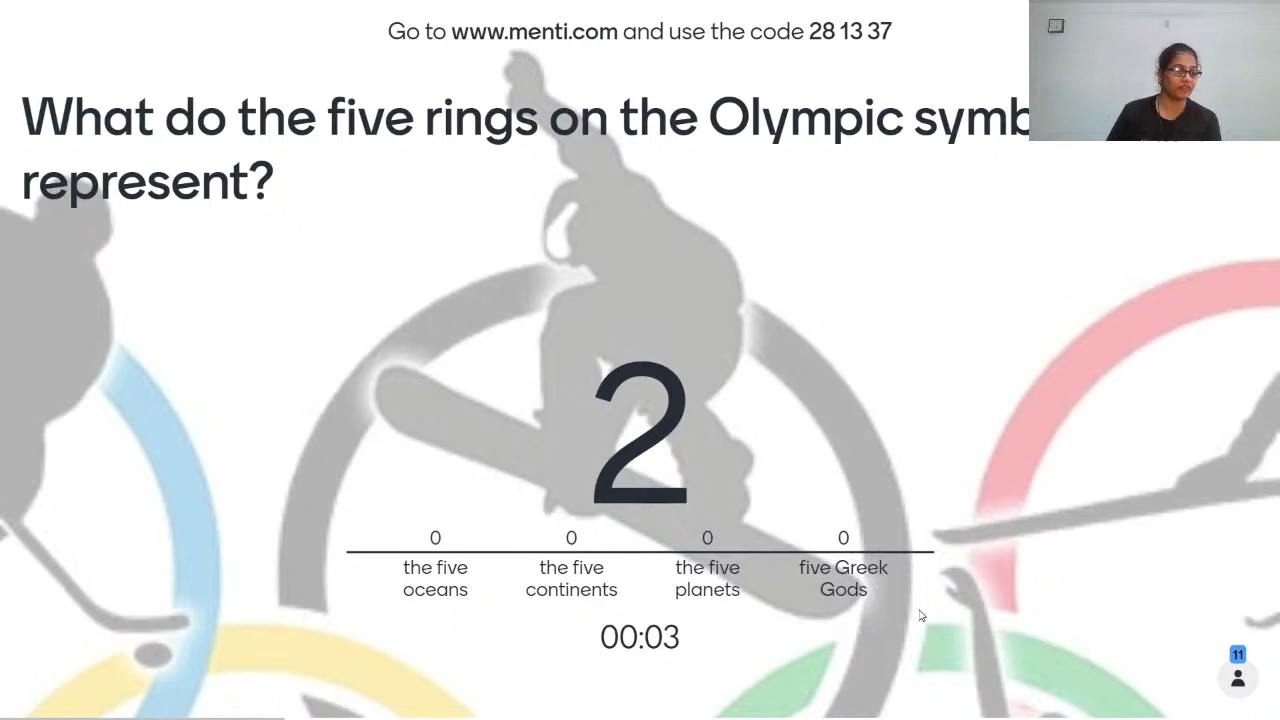 Go to www.menti.com and use the code 28 13 37
What do the five rings on the Olympic
represent?
2
0 0 0 0
the five the five the five five Greek
oceans continents planets Gods
00:03
11